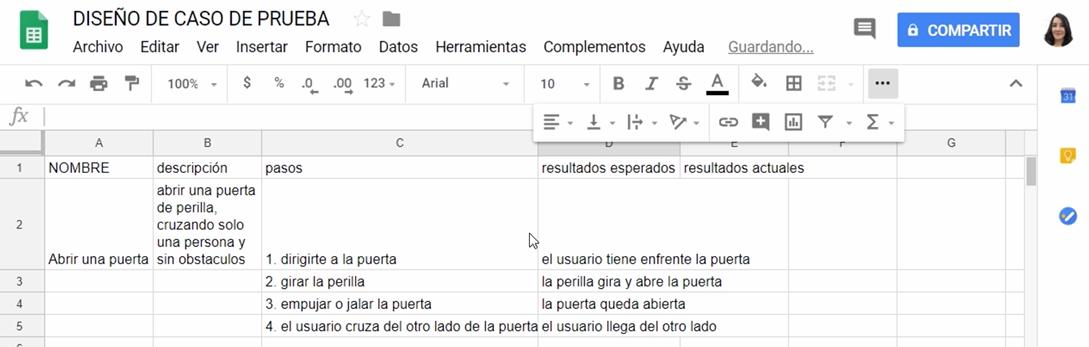 DISEÑO DE CASO DE PRUEBA
Archivo Editar Ver Insertar Formato Datos Herramientas Complementos Ayuda Guardando...
COMPARTIR
100% $ % .0 .00 123 Arial 10 B I S A ...
31
fx
A B C D E F G
1 NOMBRE descripción pasos resultados esperados resultados actuales
abrir una puerta
de perilla,
cruzando solo
2 una persona y
Abrir una puerta sin obstaculos 1. dirigirte a la puerta el usuario tiene enfrente la puerta
3 2. girar la perilla la perilla gira y abre la puerta
4 3. empujar o jalar la puerta la puerta queda abierta
5 4. el usuario cruza del otro lado de la puerta el usuario llega del otro lado